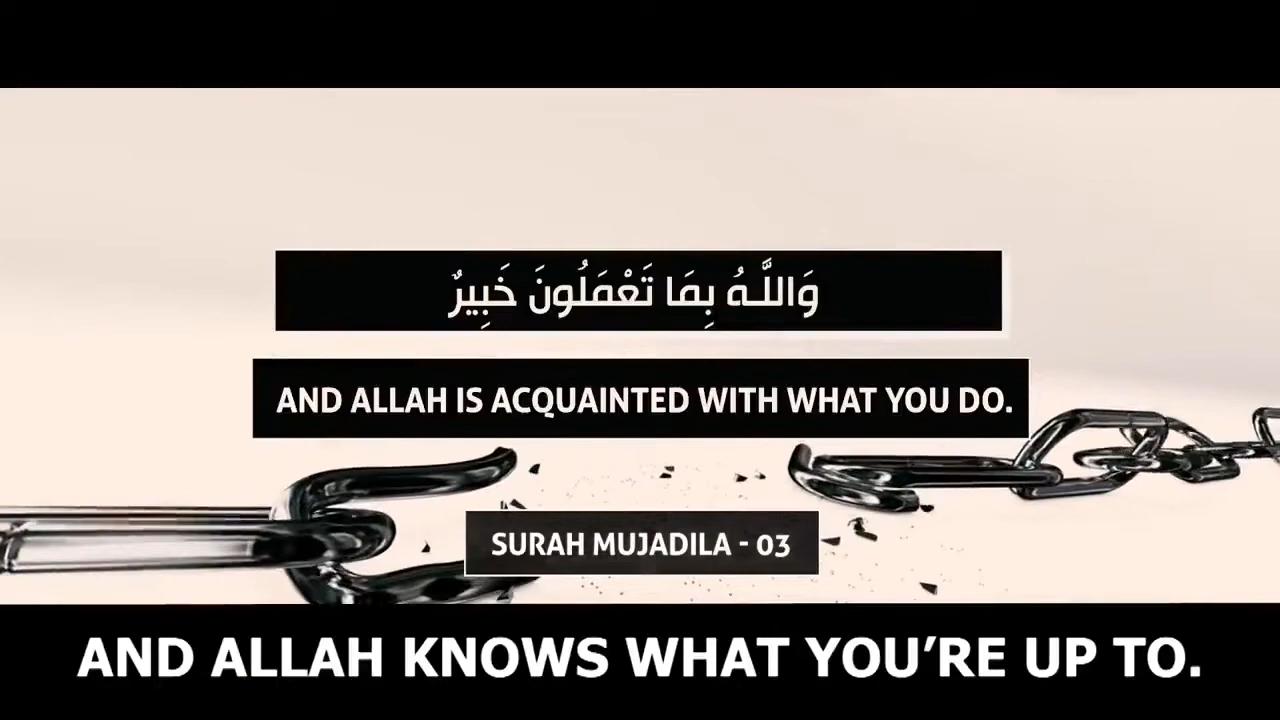 وَاللَّـهُ بِمَا تَعْمَلُونَ خَبِيرٌ
AND ALLAH IS ACQUAINTED WITH WHAT YOU DO.
SURAH MUJADILA - 03
AND ALLAH KNOWS WHAT YOU’RE UP TO.